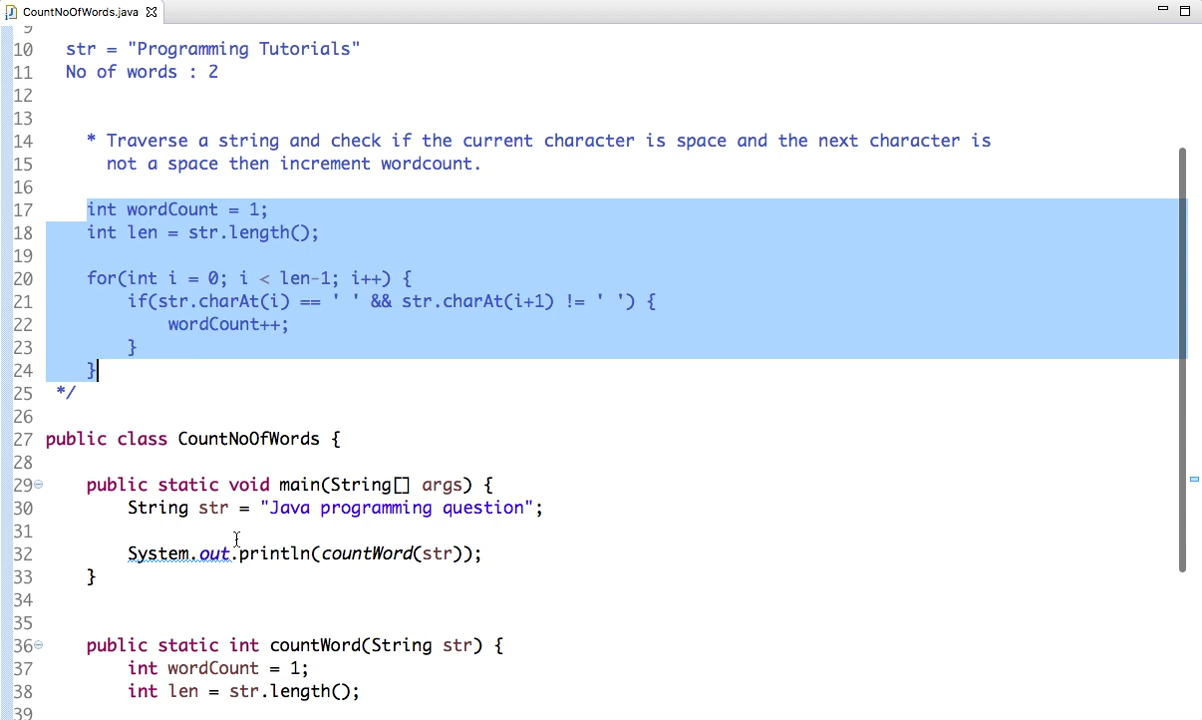 CountNoOfWords.java
9
10 str = "Programming Tutorials"
11 No of words : 2
12
13
14 * Traverse a string and check if the current character is space and the next character is
15 not a space then increment wordcount.
16
17 int wordCount = 1;
18 int len = str.length();
19
20 for(int i = 0; i < len-1; i++) {
21 if(str.charAt(i) == ' ' && str.charAt(i+1) != ' ') {
22 wordCount++;
23 }
24 }
25 */
26
27 public class CountNoOfWords {
28
29 public static void main(String[] args) {
30 String str = "Java programming question";
31
32 System.out.println(countWord(str));
33 }
34
35
36 public static int countWord(String str) {
37 int wordCount = 1;
38 int len = str.length();
39